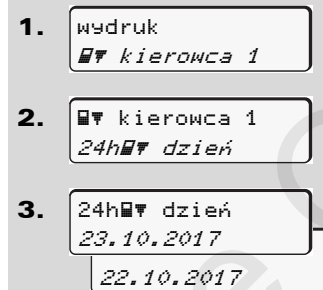 1. wydruk
🖩▼ kierowca 1
2. 🖩▼ kierowca 1
24h🖩▼ dzień
3. 24h🖩▼ dzień
23.10.2017
22.10.2017